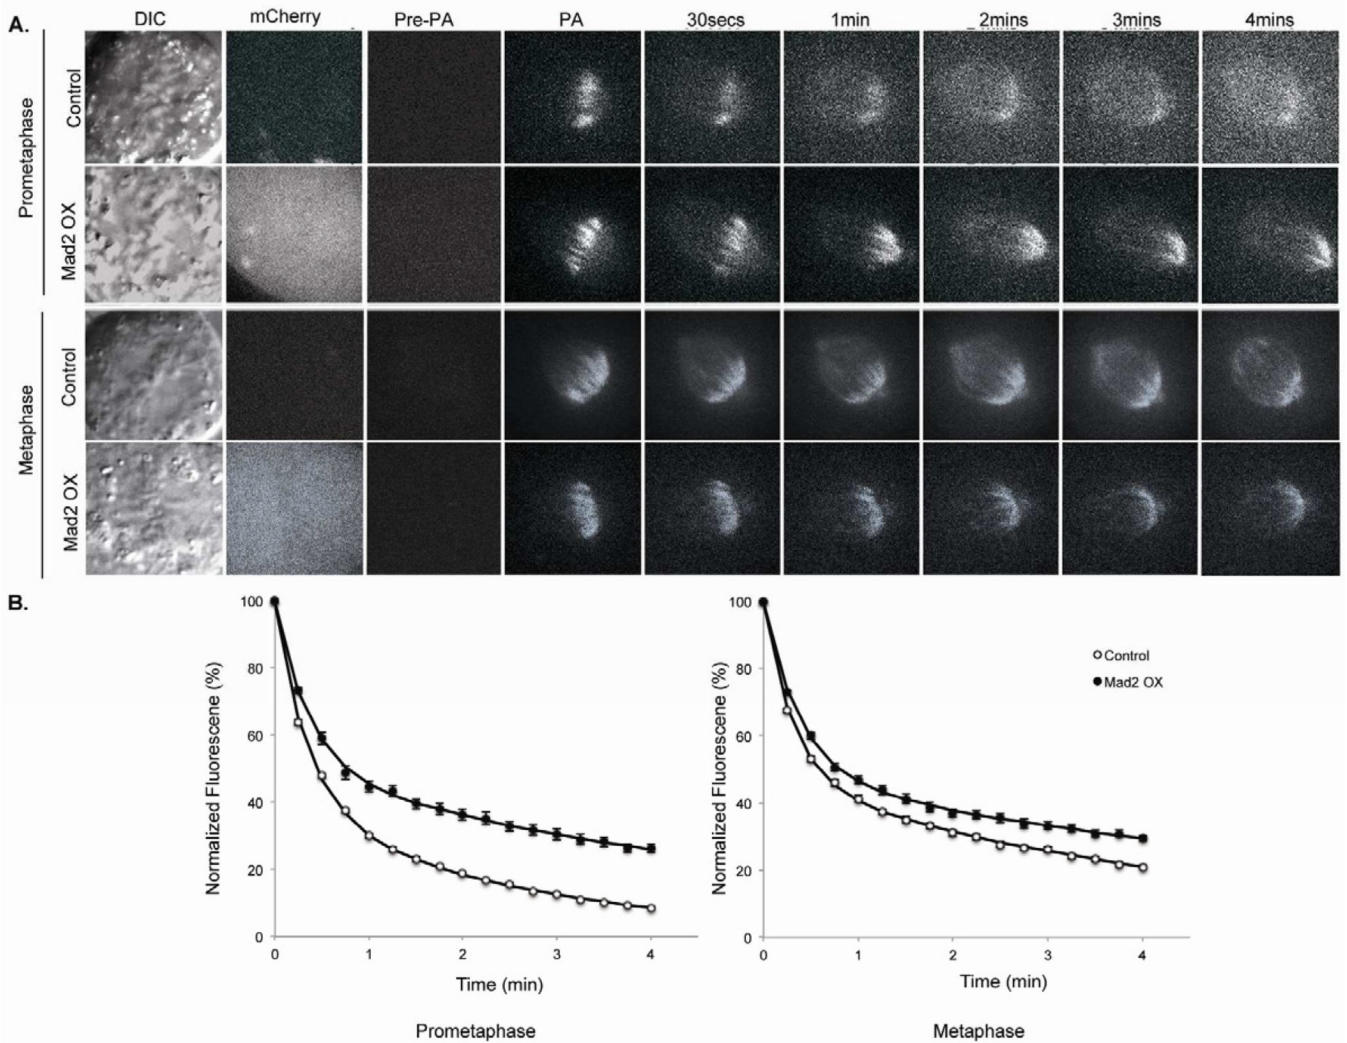 A.
DIC mCherry Pre-PA PA 30secs 1min 2mins 3mins 4mins
Prometaphase
Control
Mad2 OX
Metaphase
Control
Mad2 OX
B.
Normalized Fluorescene (%)
100
80
60
40
20
0
0 1 2 3 4
Time (min)
Prometaphase
Normalized Fluorescene (%)
100
80
60
40
20
0
0 1 2 3 4
Time (min)
Metaphase
Control
Mad2 OX